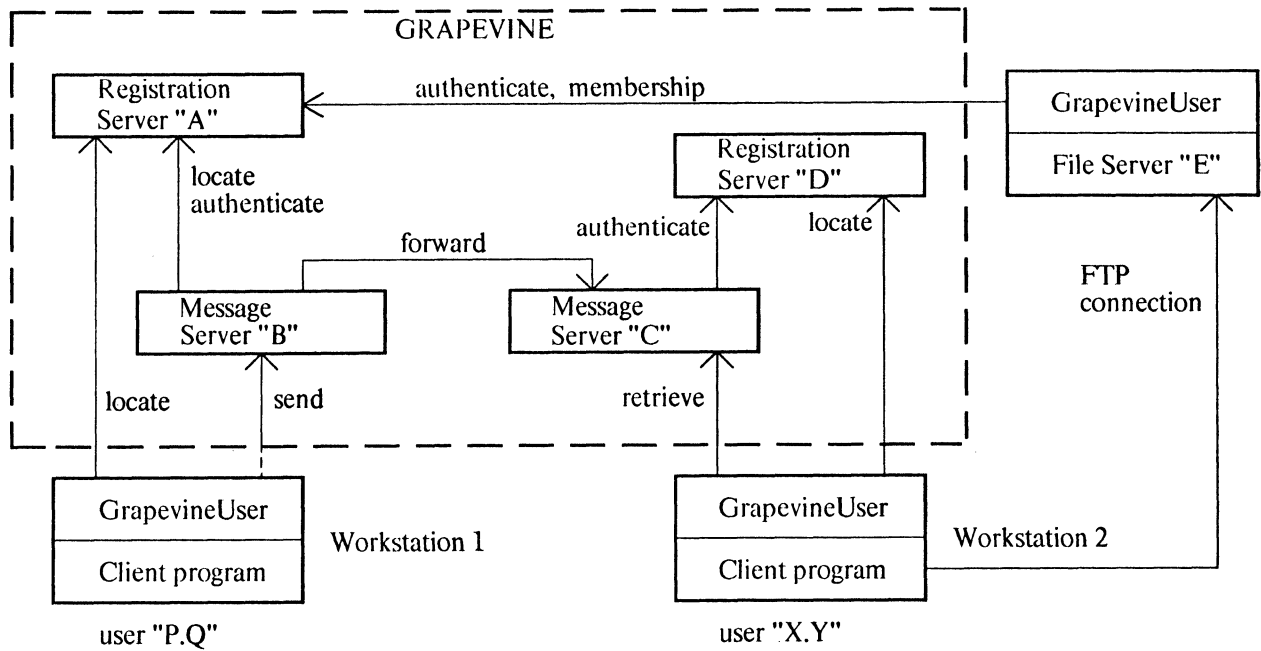 GRAPEVINE
Registration
Server "A"
authenticate, membership
GrapevineUser
File Server "E"
Registration
Server "D"
locate
authenticate
forward
authenticate
locate
FTP
connection
Message
Server "B"
Message
Server "C"
locate
send
retrieve
GrapevineUser
Client program
Workstation 1
user "P.Q"
GrapevineUser
Client program
Workstation 2
user "X.Y"